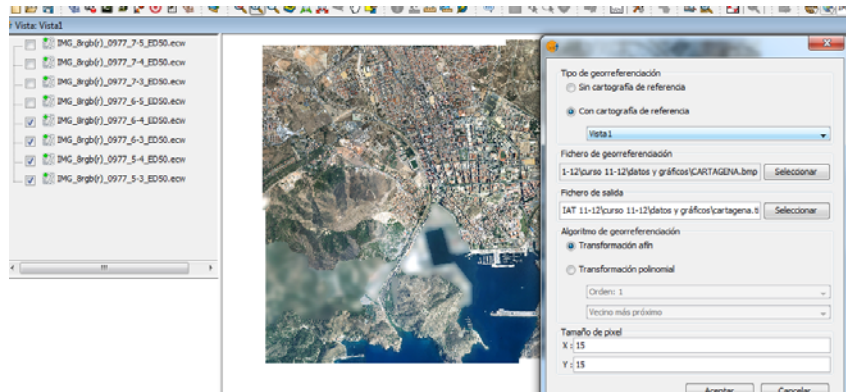 Vista: Vista1
IMG_8rgb(r)_0977_7-5_ED50.ecw
IMG_8rgb(r)_0977_7-4_ED50.ecw
IMG_8rgb(r)_0977_7-3_ED50.ecw
IMG_8rgb(r)_0977_6-5_ED50.ecw
IMG_8rgb(r)_0977_6-4_ED50.ecw
IMG_8rgb(r)_0977_6-3_ED50.ecw
IMG_8rgb(r)_0977_5-4_ED50.ecw
IMG_8rgb(r)_0977_5-3_ED50.ecw
Tipo de georreferenciación
Sin cartografía de referencia
Con cartografía de referencia
Vista1
Fichero de georreferenciación
1-12\curso 11-12\datos y gráficos\CARTAGENA.bmp Seleccionar
Fichero de salida
IAT 11-12\curso 11-12\datos y gráficos\cartagena.ti Seleccionar
Algoritmo de georreferenciación
Transformación afín
Transformación polinomial
Orden: 1
Vecino más próximo
Tamaño de pixel
X : 15
Y : 15
Aceptar Cancelar